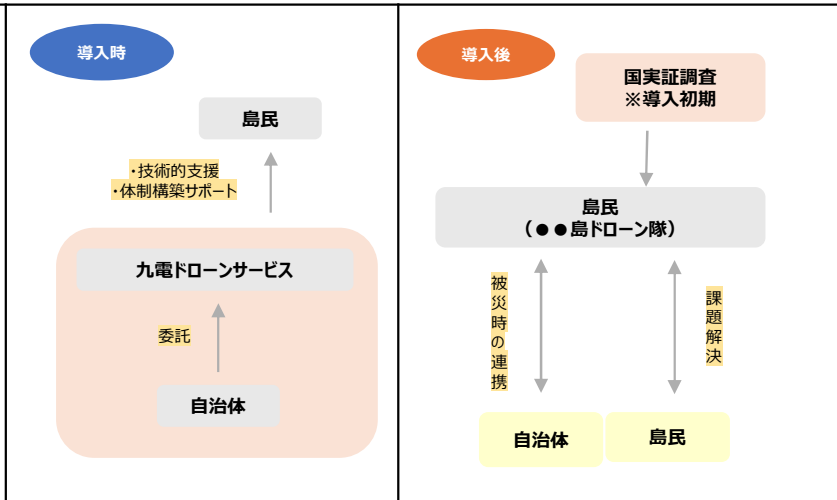 導入時
島民
・技術的支援
・体制構築サポート
九電ドローンサービス
委託
自治体
導入後
国実証調査
※導入初期
島民
（●●島ドローン隊）
被災時の連携
課題解決
自治体
島民